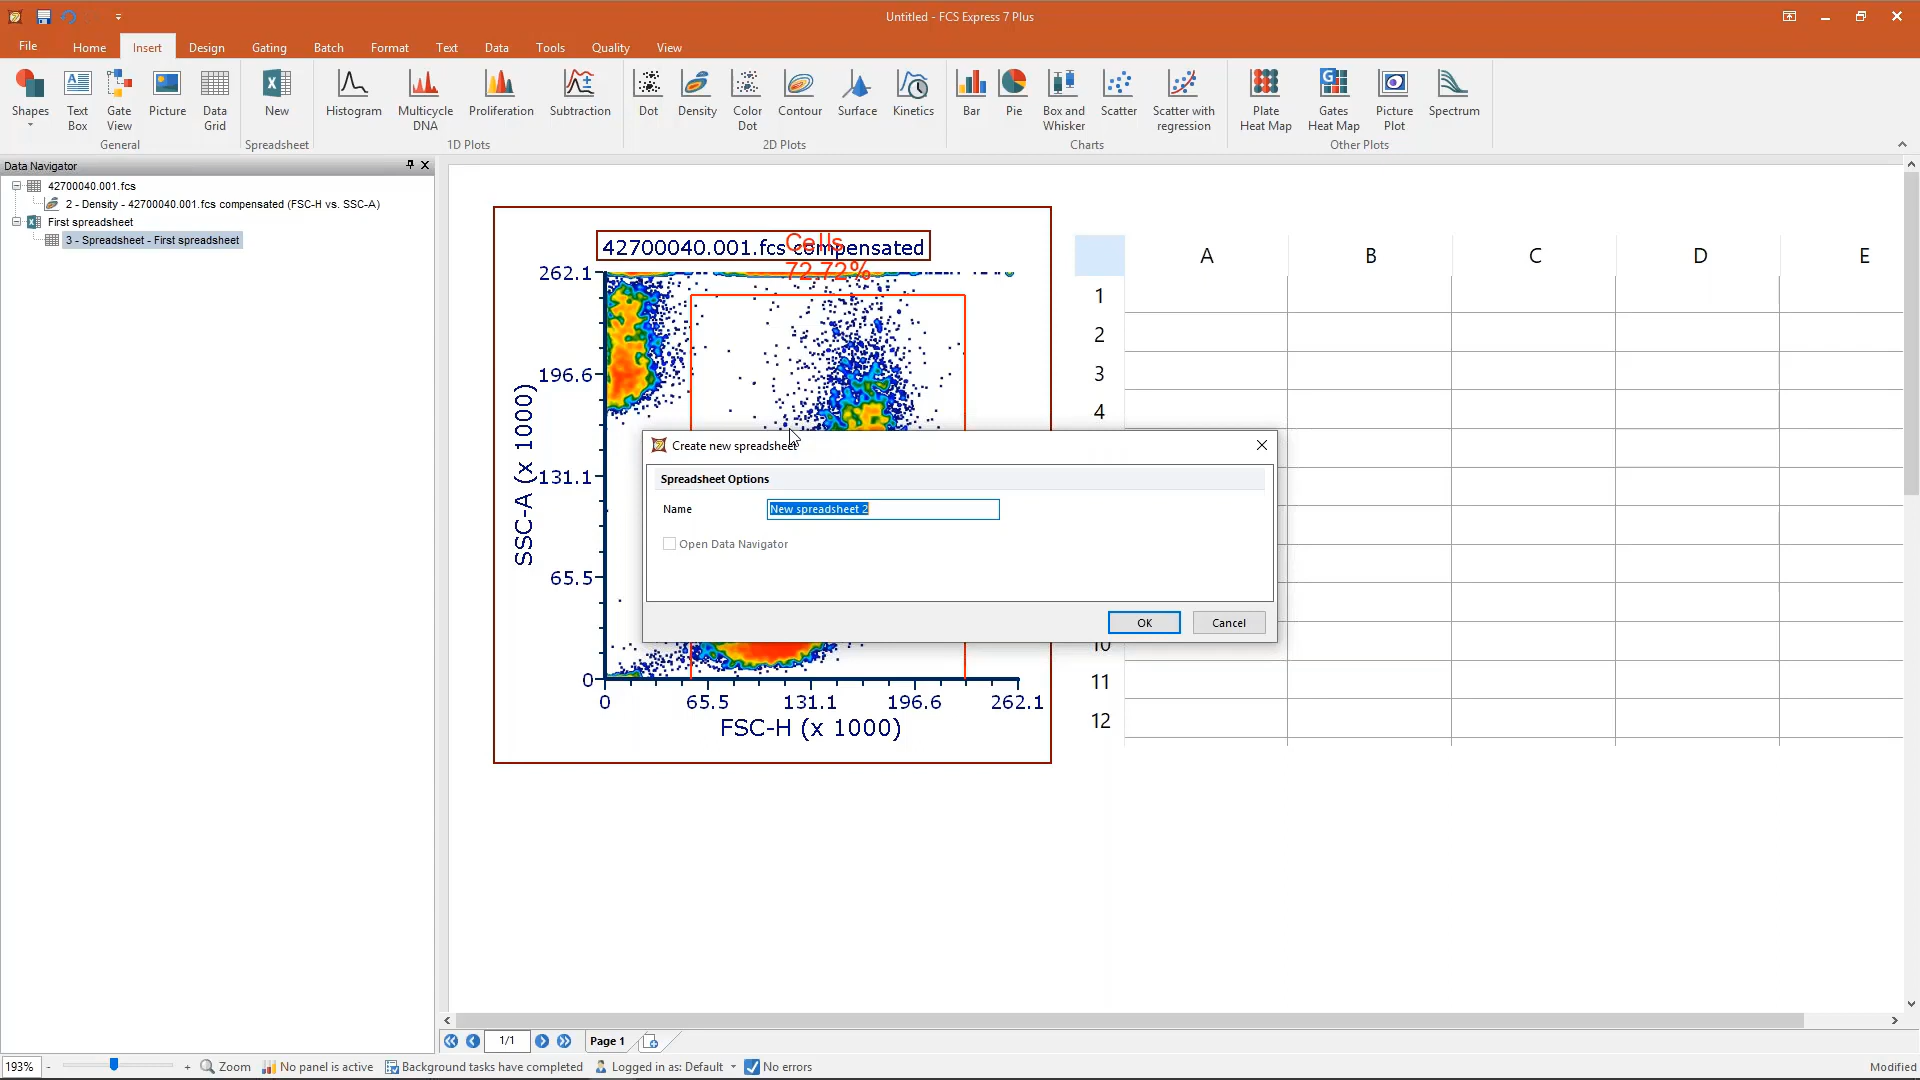 Untitled - FCS Express 7 Plus
File Home Insert Design Gating Batch Format Text Data Tools Quality View
Shapes
Text Box
Gate View
Picture
Data Grid
New
Histogram
Multicycle DNA
Proliferation
Subtraction
Dot
Density
Color Dot
Contour
Surface
Kinetics
Bar
Pie
Box and Whisker
Scatter
Scatter with regression
Plate Heat Map
Gates Heat Map
Picture Plot
Spectrum
General Spreadsheet 1D Plots 2D Plots Charts Other Plots
Data Navigator
42700040.001.fcs
2 - Density - 42700040.001.fcs compensated (FSC-H vs. SSC-A)
First spreadsheet
3 - Spreadsheet - First spreadsheet
42700040.001.fcs compensated
Cells
72.72%
262.1
196.6
131.1
65.5
0
SSC-A (x 1000)
0 65.5 131.1 196.6 262.1
FSC-H (x 1000)
A B C D E
1
2
3
4
10
11
12
Create new spreadsheet
Spreadsheet Options
Name New spreadsheet 2
Open Data Navigator
OK Cancel
1/1 Page 1
193% - + Zoom No panel is active Background tasks have completed Logged in as: Default No errors Modified